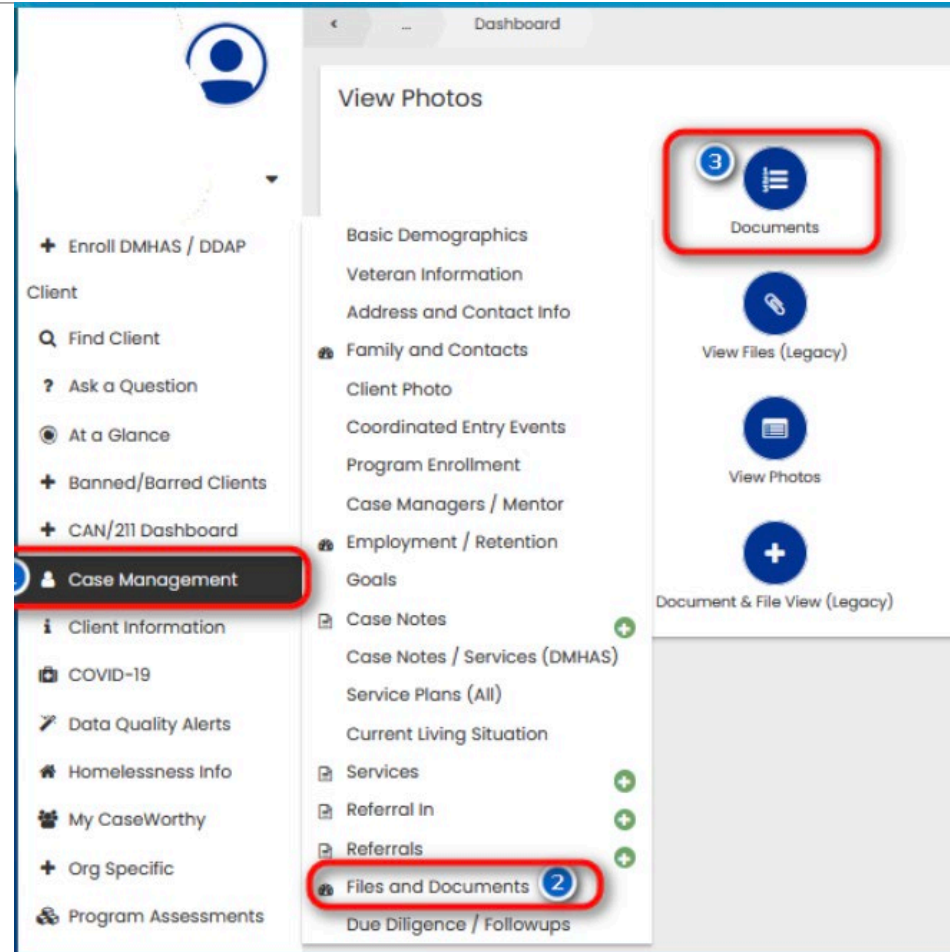 ...
Dashboard
View Photos
3
Documents
View Files (Legacy)
View Photos
Document & File View (Legacy)
Enroll DMHAS / DDAP
Client
Find Client
Ask a Question
At a Glance
Banned/Barred Clients
CAN/211 Dashboard
Case Management
Client Information
COVID-19
Data Quality Alerts
Homelessness Info
My CaseWorthy
Org Specific
Program Assessments
Basic Demographics
Veteran Information
Address and Contact Info
Family and Contacts
Client Photo
Coordinated Entry Events
Program Enrollment
Case Managers / Mentor
Employment / Retention
Goals
Case Notes
Case Notes / Services (DMHAS)
Service Plans (All)
Current Living Situation
Services
Referral In
Referrals
Files and Documents 2
Due Diligence / Followups